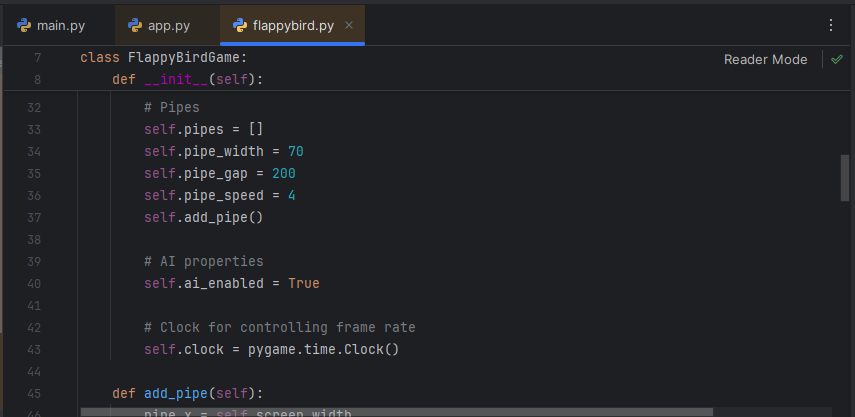 main.py app.py flappybird.py
Reader Mode
7 class FlappyBirdGame:
8 def __init__(self):
32 # Pipes
33 self.pipes = []
34 self.pipe_width = 70
35 self.pipe_gap = 200
36 self.pipe_speed = 4
37 self.add_pipe()
38
39 # AI properties
40 self.ai_enabled = True
41
42 # Clock for controlling frame rate
43 self.clock = pygame.time.Clock()
44
45 def add_pipe(self):
46 pipe_x = self.screen_width